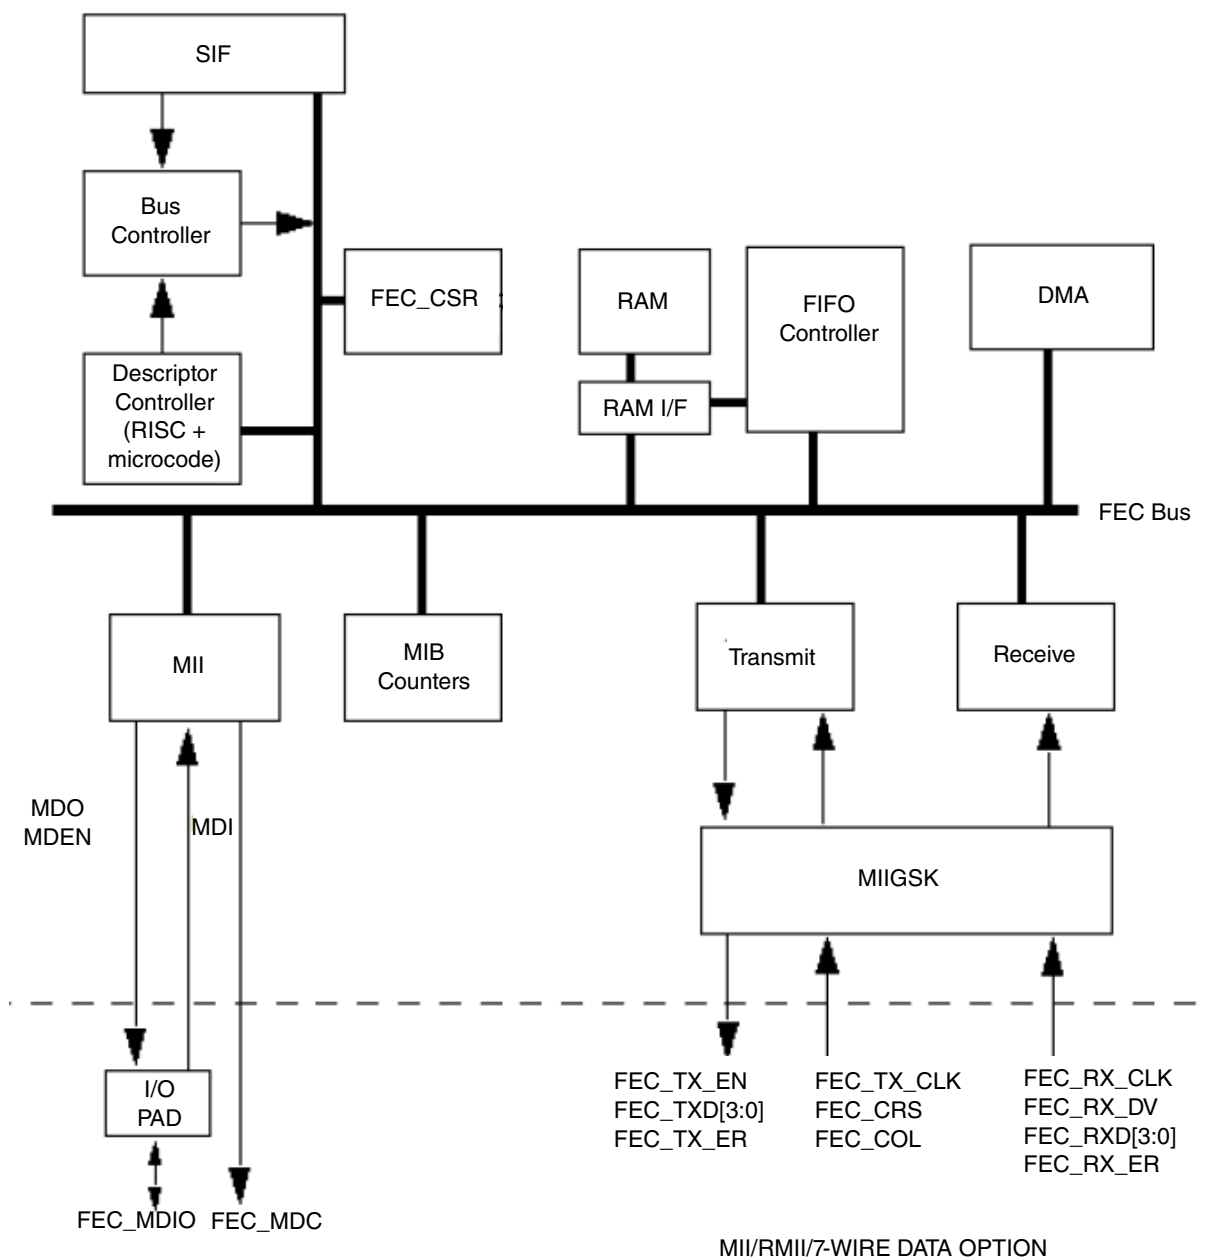 SIF
Bus
Controller
FEC_CSR
RAM
FIFO
Controller
DMA
Descriptor
Controller
(RISC +
microcode)
RAM I/F
FEC Bus
MII
MIB
Counters
Transmit
Receive
MDO
MDEN
MDI
MIIGSK
I/O
PAD
FEC_TX_EN
FEC_TXD[3:0]
FEC_TX_ER
FEC_TX_CLK
FEC_CRS
FEC_COL
FEC_RX_CLK
FEC_RX_DV
FEC_RXD[3:0]
FEC_RX_ER
FEC_MDIO
FEC_MDC
MII/RMII/7-WIRE DATA OPTION